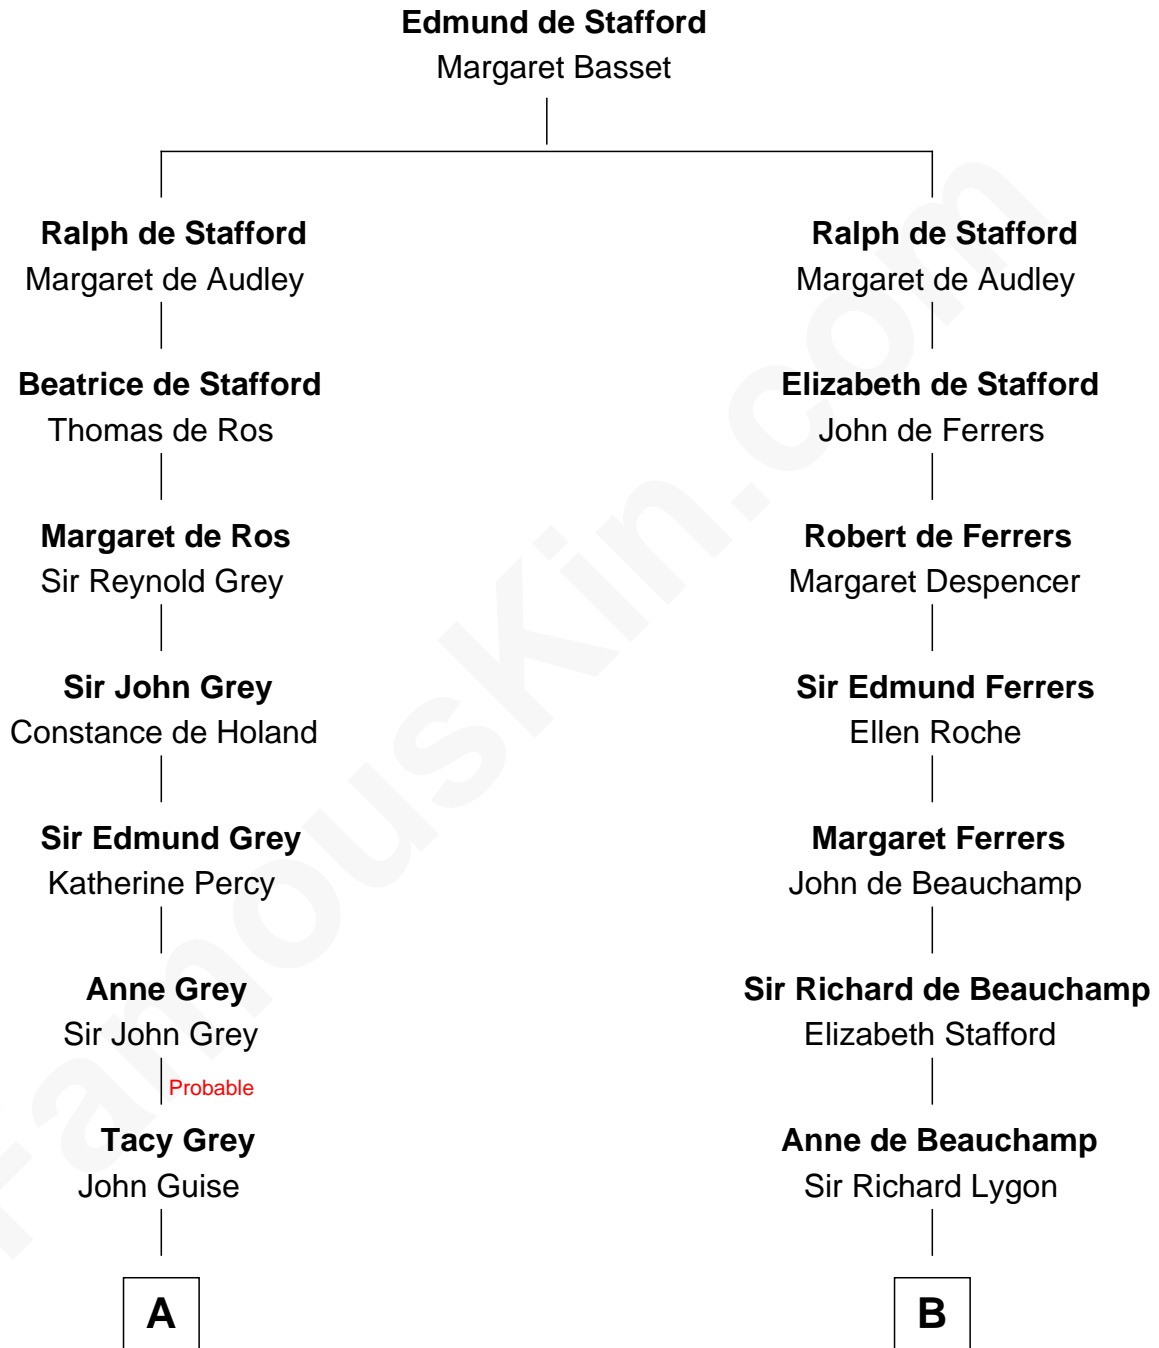 Edmund de Stafford
Margaret Basset
Ralph de Stafford
Margaret de Audley
Beatrice de Stafford
Thomas de Ros
Margaret de Ros
Sir Reynold Grey
Sir John Grey
Constance de Holand
Sir Edmund Grey
Katherine Percy
Anne Grey
Sir John Grey
Probable
Tacy Grey
John Guise
A
Ralph de Stafford
Margaret de Audley
Elizabeth de Stafford
John de Ferrers
Robert de Ferrers
Margaret Despencer
Sir Edmund Ferrers
Ellen Roche
Margaret Ferrers
John de Beauchamp
Sir Richard de Beauchamp
Elizabeth Stafford
Anne de Beauchamp
Sir Richard Lygon
B
FamousKin.com